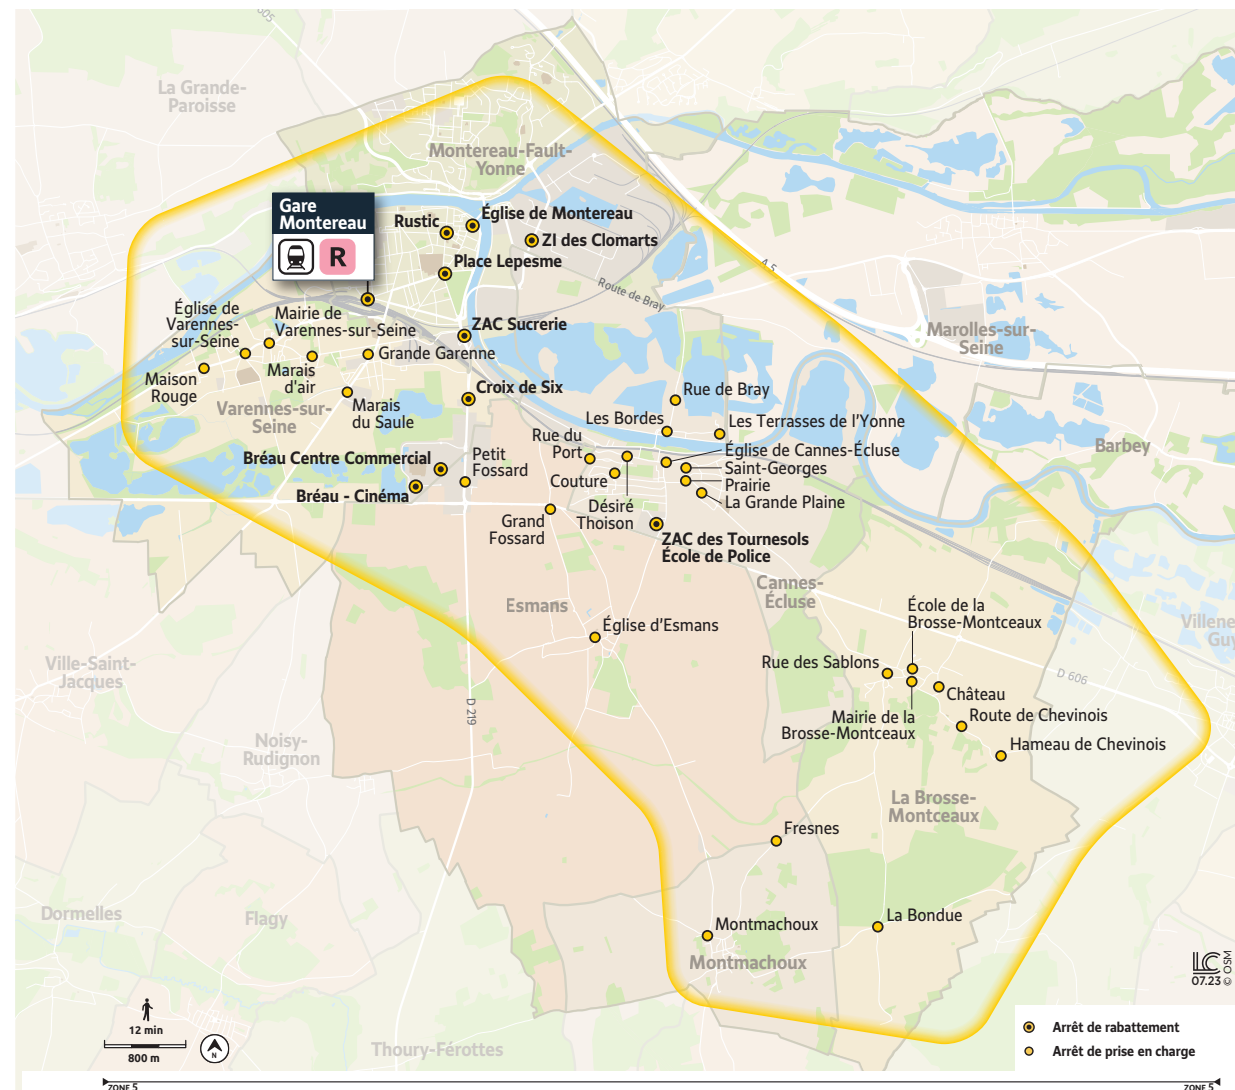 605
La Grande-
Paroisse
Montereau-Fault-
Yonne
Gare
Montereau
R
Rustic
Église de Montereau
ZI des Clomarts
Place Lepesme
A 5
Route de Bray
Église de
Varennes-
sur-Seine
Mairie de
Varennes-sur-Seine
ZAC Sucrerie
Marolles-sur-
Seine
Grande Garenne
Maison
Rouge
Marais
d'air
Croix de Six
Rue de Bray
Varennes-sur-
Seine
Marais
du Saule
Les Bordes
Les Terrasses de l'Yonne
Barbey
Rue du
Port
Église de Cannes-Écluse
Bréau Centre Commercial
Petit
Fossard
Saint-Georges
Couture
Prairie
Bréau - Cinéma
La Grande Plaine
Grand
Fossard
Désiré
Thoison
ZAC des Tournesols
École de Police
Cannes-
Écluse
Esmans
École de la
Brosse-Montceaux
Église d'Esmans
Villene
Guy
Ville-Saint-
Jacques
Rue des Sablons
D 606
Château
D 219
Mairie de la
Brosse-Montceaux
Route de Chevinois
Noisy-
Rudignon
Hameau de Chevinois
La Brosse-
Montceaux
Fresnes
Dormelles
Flagy
Montmachoux
La Bondue
Montmachoux
LC
07.23 © OSM
12 min
800 m
N
Thoury-Férottes
Arrêt de rabattement
Arrêt de prise en charge
ZONE 5
ZONE 5